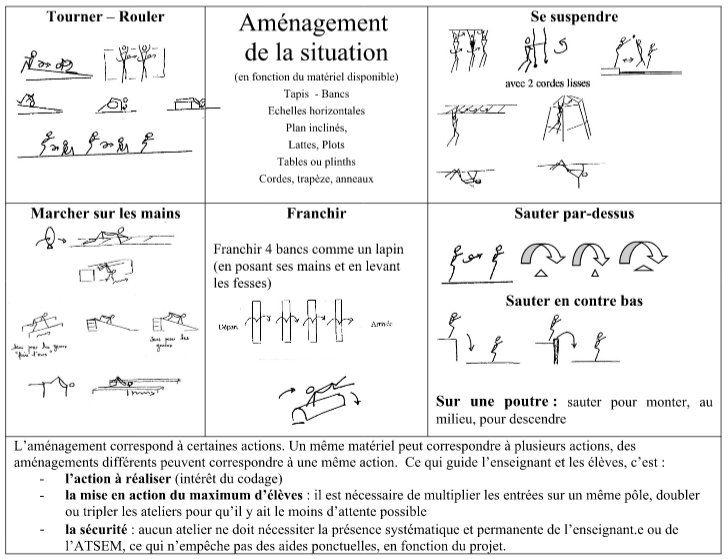 Tourner – Rouler
Aménagement
de la situation
(en fonction du matériel disponible)
Tapis - Bancs
Echelles horizontales
Plan inclinés,
Lattes, Plots
Tables ou plinths
Cordes, trapèze, anneaux
Se suspendre
avec 2 cordes lisses
Marcher sur les mains
sans poser les genoux
sans poser les
genoux
Franchir
Franchir 4 bancs comme un lapin
(en posant ses mains et en levant
les fesses)
Départ
Arrivée
Sauter par-dessus
Sauter en contre bas
Sur une poutre : sauter pour monter, au
milieu, pour descendre
L’aménagement correspond à certaines actions. Un même matériel peut correspondre à plusieurs actions, des
aménagements différents peuvent correspondre à une même action. Ce qui guide l’enseignant et les élèves, c’est :
- l’action à réaliser (intérêt du codage)
- la mise en action du maximum d’élèves : il est nécessaire de multiplier les entrées sur un même pôle, doubler
ou tripler les ateliers pour qu’il y ait le moins d’attente possible
- la sécurité : aucun atelier ne doit nécessiter la présence systématique et permanente de l’enseignant.e ou de
l’ATSEM, ce qui n’empêche pas des aides ponctuelles, en fonction du projet.